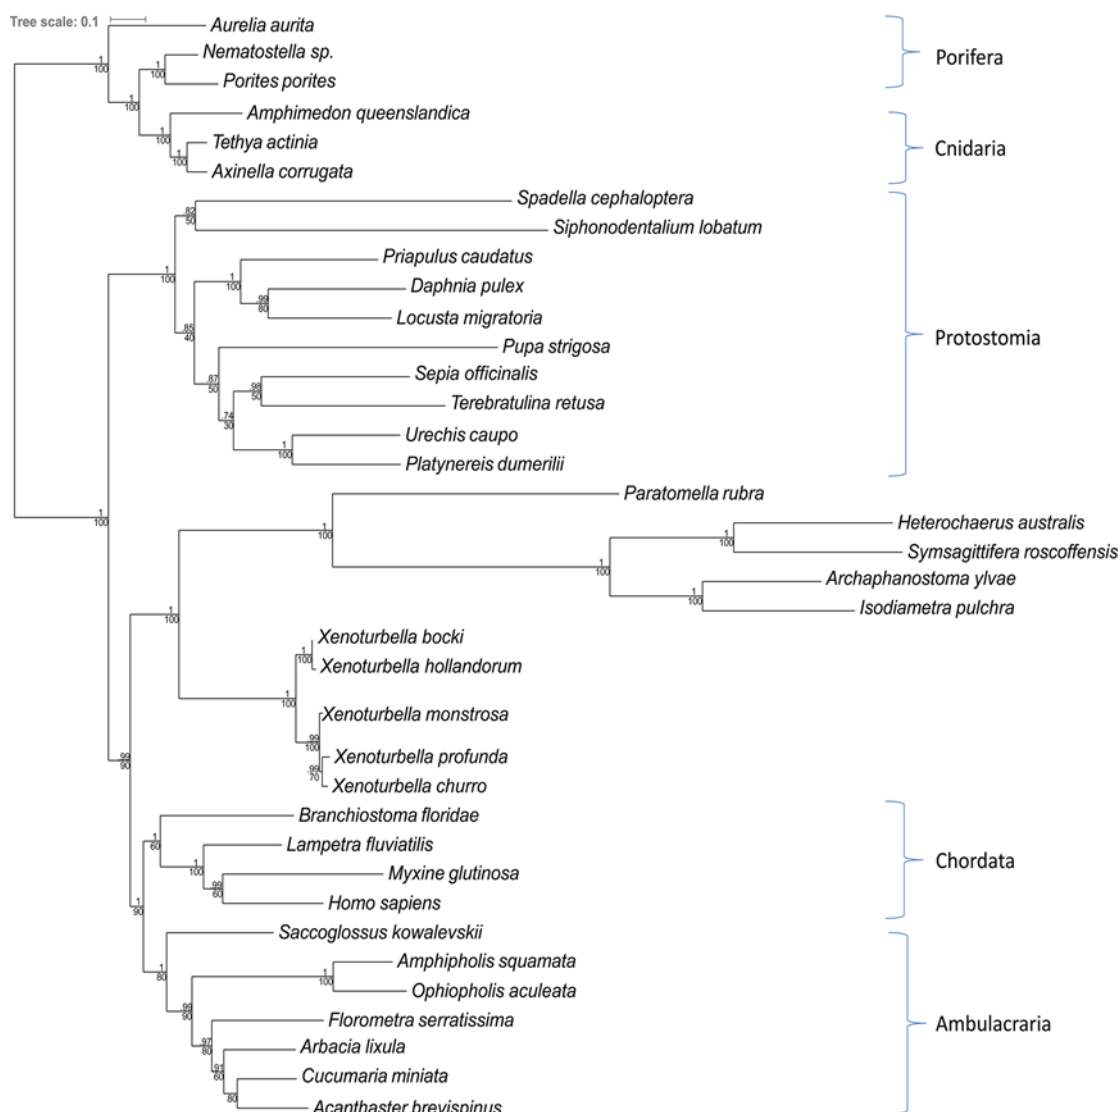 Tree scale: 0.1
Aurelia aurita
Nematostella sp.
Porites porites
Porifera
Amphimedon queenslandica
Tethya actinia
Axinella corrugata
Cnidaria
Spadella cephaloptera
Siphonodentalium lobatum
Priapulus caudatus
Daphnia pulex
Locusta migratoria
Pupa strigosa
Sepia officinalis
Terebratulina retusa
Urechis caupo
Platynereis dumerilii
Protostomia
Paratomella rubra
Heterochaerus australis
Symsagittifera roscoffensis
Archaphanostoma ylvae
Isodiametra pulchra
Xenoturbella bocki
Xenoturbella hollandorum
Xenoturbella monstrosa
Xenoturbella profunda
Xenoturbella churro
Branchiostoma floridae
Lampetra fluviatilis
Myxine glutinosa
Homo sapiens
Chordata
Saccoglossus kowalevskii
Amphipholis squamata
Ophiopholis aculeata
Florometra serratissima
Arbacia lixula
Cucumaria miniata
Acanthaster brevispinus
Ambulacraria